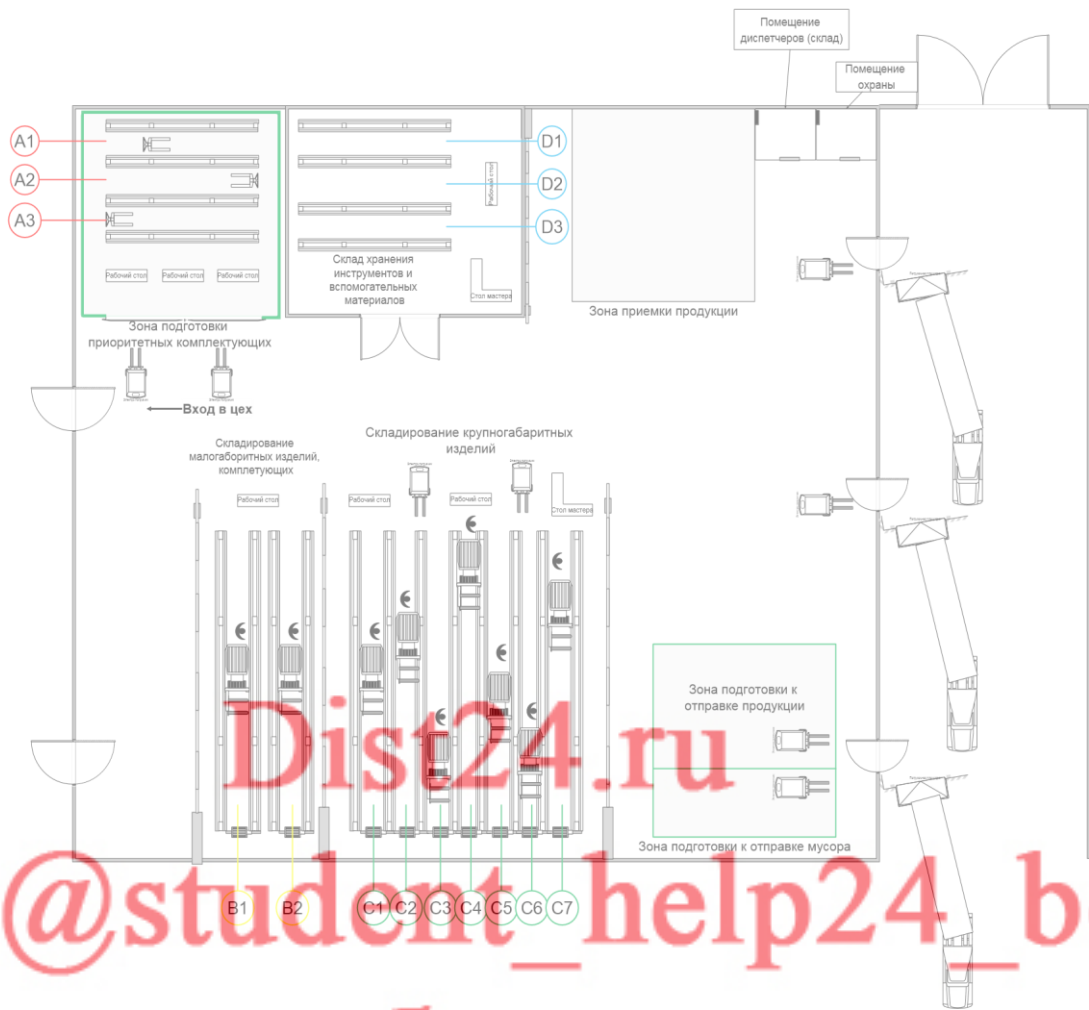 Помещение
диспетчеров (склад)
Помещение
охраны
A1
A2
A3
D1
D2
D3
Рабочий стол
Рабочий стол
Рабочий стол
Рабочий стол
Склад хранения
инструментов и
вспомогательных
материалов
Стол мастера
Зона приемки продукции
Зона подготовки
приоритетных комплектующих
Вход в цех
Складирование
малогаборитных изделий,
комплетующих
Складирование крупногабаритных
изделий
Рабочий стол
Рабочий стол
Рабочий стол
Стол мастера
Зона подготовки к
отправке продукции
Зона подготовки к отправке мусора
Dist24.ru
@student_help24_b
B1
B2
C1
C2
C3
C4
C5
C6
C7